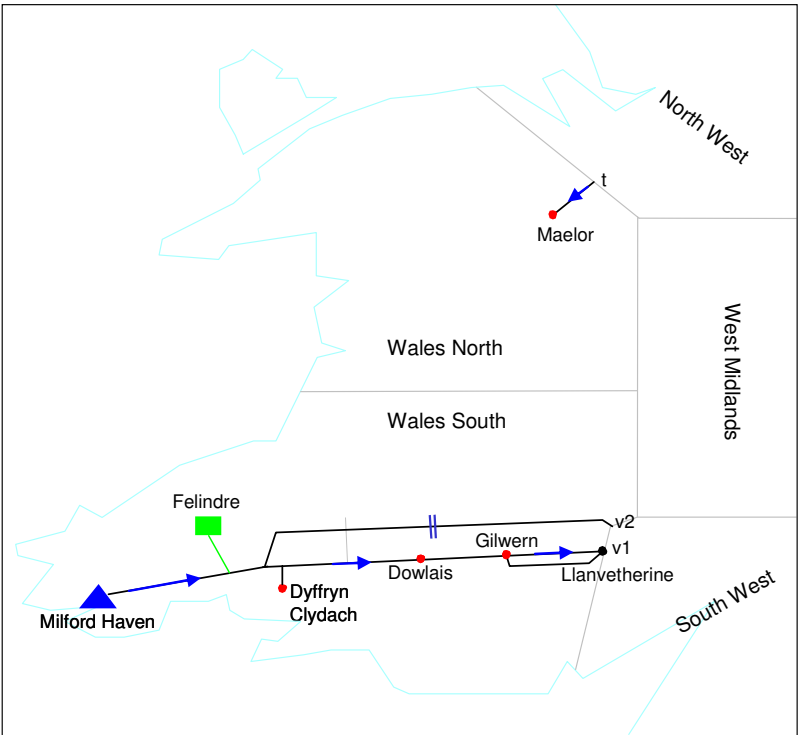 North West
t
Maelor
West Midlands
Wales North
Wales South
Felindre
v2
Gilwern
v1
Dowlais
Llanvetherine
Dyffryn
Clydach
Milford Haven
South West